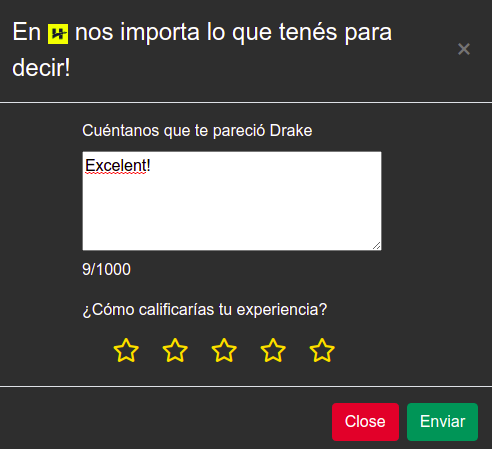 En H nos importa lo que tenés para
decir!
×
Cuéntanos que te pareció Drake
Excelent!
9/1000
¿Cómo calificarías tu experiencia?
Close Enviar